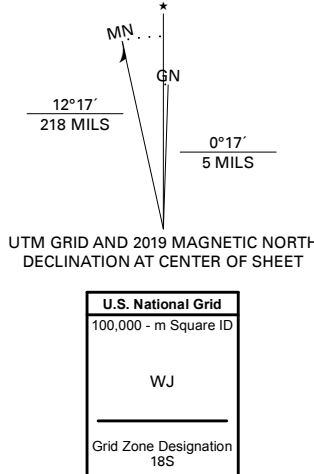 ★
MN
GN
12°17´
218 MILS
0°17´
5 MILS
UTM GRID AND 2019 MAGNETIC NORTH
DECLINATION AT CENTER OF SHEET
U.S. National Grid
100,000 - m Square ID
WJ
Grid Zone Designation
18S